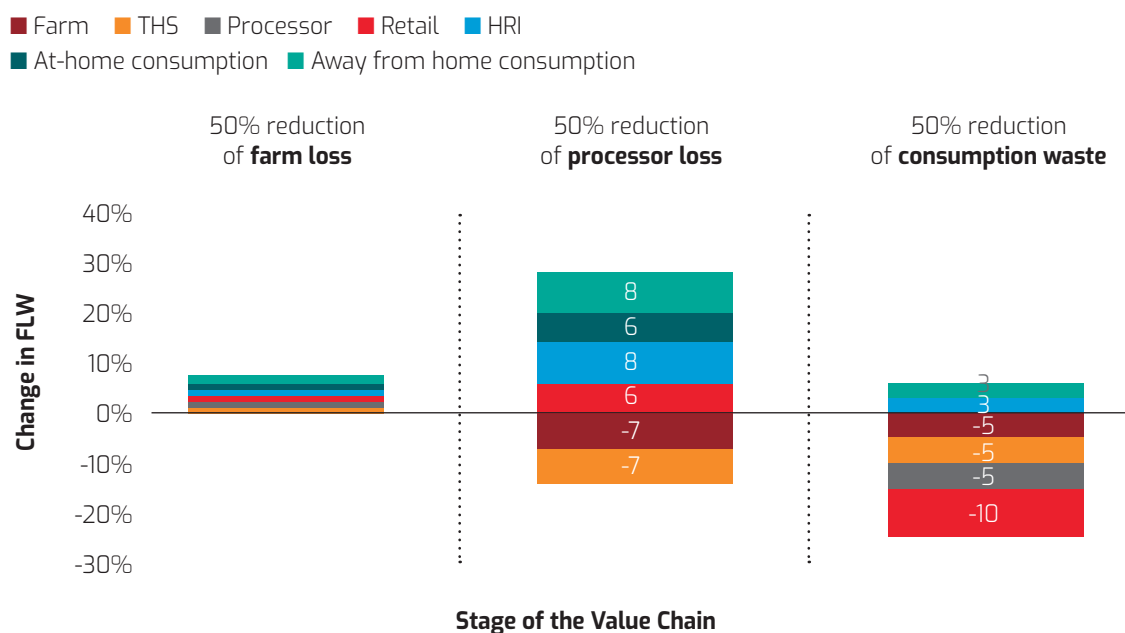 Farm THS Processor Retail HRI
At-home consumption Away from home consumption
50% reduction
of farm loss
50% reduction
of processor loss
50% reduction
of consumption waste
Change in FLW
40%
30%
20%
10%
0%
-10%
-20%
-30%
8
6
8
6
-7
-7
3
3
-5
-5
-5
-10
Stage of the Value Chain